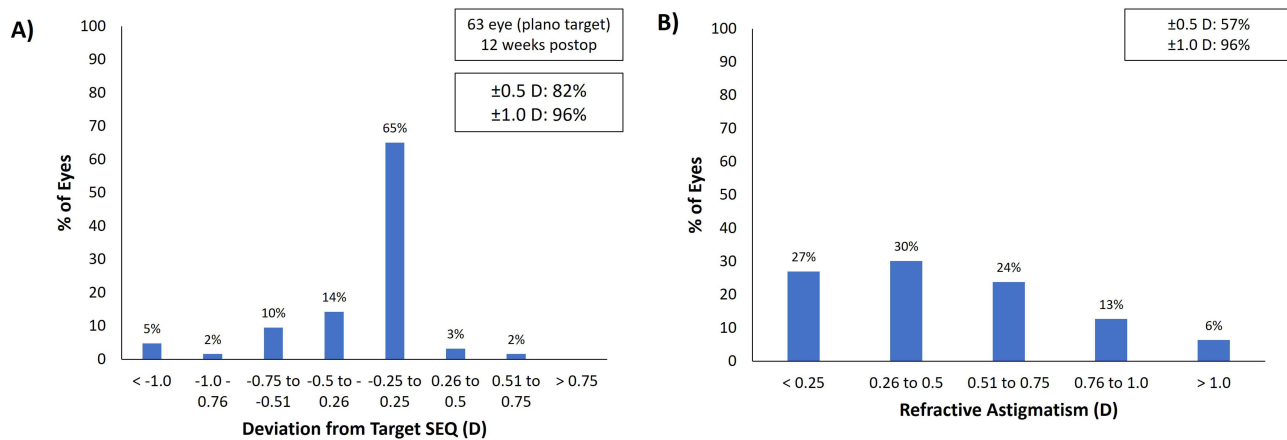 A)
63 eye (plano target)
12 weeks postop
±0.5 D: 82%
±1.0 D: 96%
% of Eyes
100
90
80
70
60
50
40
30
20
10
0
5%
2%
10%
14%
65%
3%
2%
< -1.0
-1.0 -
0.76
-0.75 to
-0.51
-0.5 to -
0.26
-0.25 to
0.25
0.26 to
0.5
0.51 to
0.75
> 0.75
Deviation from Target SEQ (D)
B)
±0.5 D: 57%
±1.0 D: 96%
% of Eyes
100
90
80
70
60
50
40
30
20
10
0
27%
30%
24%
13%
6%
< 0.25
0.26 to 0.5
0.51 to 0.75
0.76 to 1.0
> 1.0
Refractive Astigmatism (D)